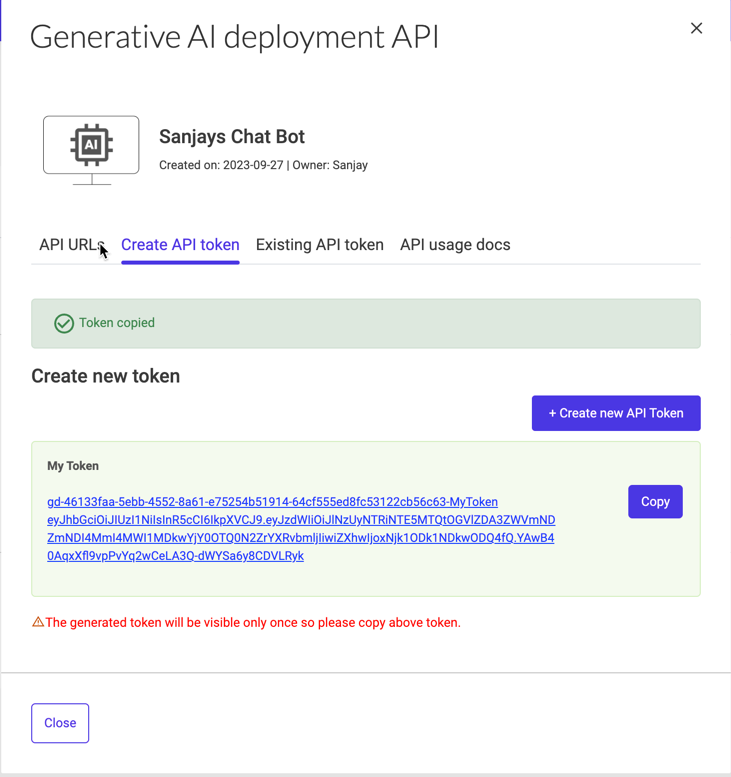 Generative AI deployment API
AI
Sanjays Chat Bot
Created on: 2023-09-27 | Owner: Sanjay
API URLs
Create API token
Existing API token
API usage docs
Token copied
Create new token
+ Create new API Token
My Token
gd-46133faa-5ebb-4552-8a61-e75254b51914-64cf555ed8fc53122cb56c63-MyToken
eyJhbGciOiJIUzI1NiIsInR5cCI6IkpXVCJ9.eyJzdWIiOiJlNzUyNTRiNTE5MTQtOGVlZDA3ZWVmND
ZmNDI4MmI4MWI1MDkwYjY0OTQ0N2ZrYXRvbmljIiwiZXhwIjoxNjk1ODk1NDkwODQ4fQ.YAwB4
0AqxXfl9vpPvYq2wCeLA3Q-dWYSa6y8CDVLRyk
Copy
The generated token will be visible only once so please copy above token.
Close